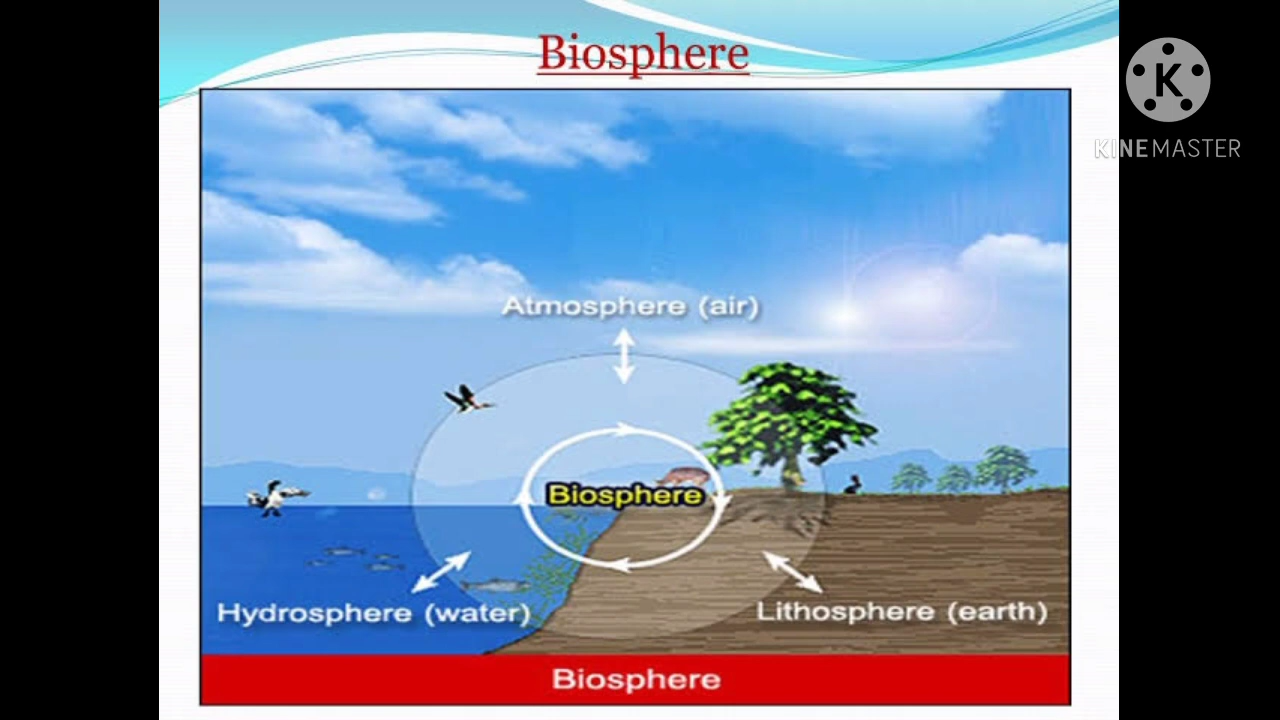 Biosphere
K
KINEMASTER
Atmosphere (air)
Biosphere
Hydrosphere (water)
Lithosphere (earth)
Biosphere